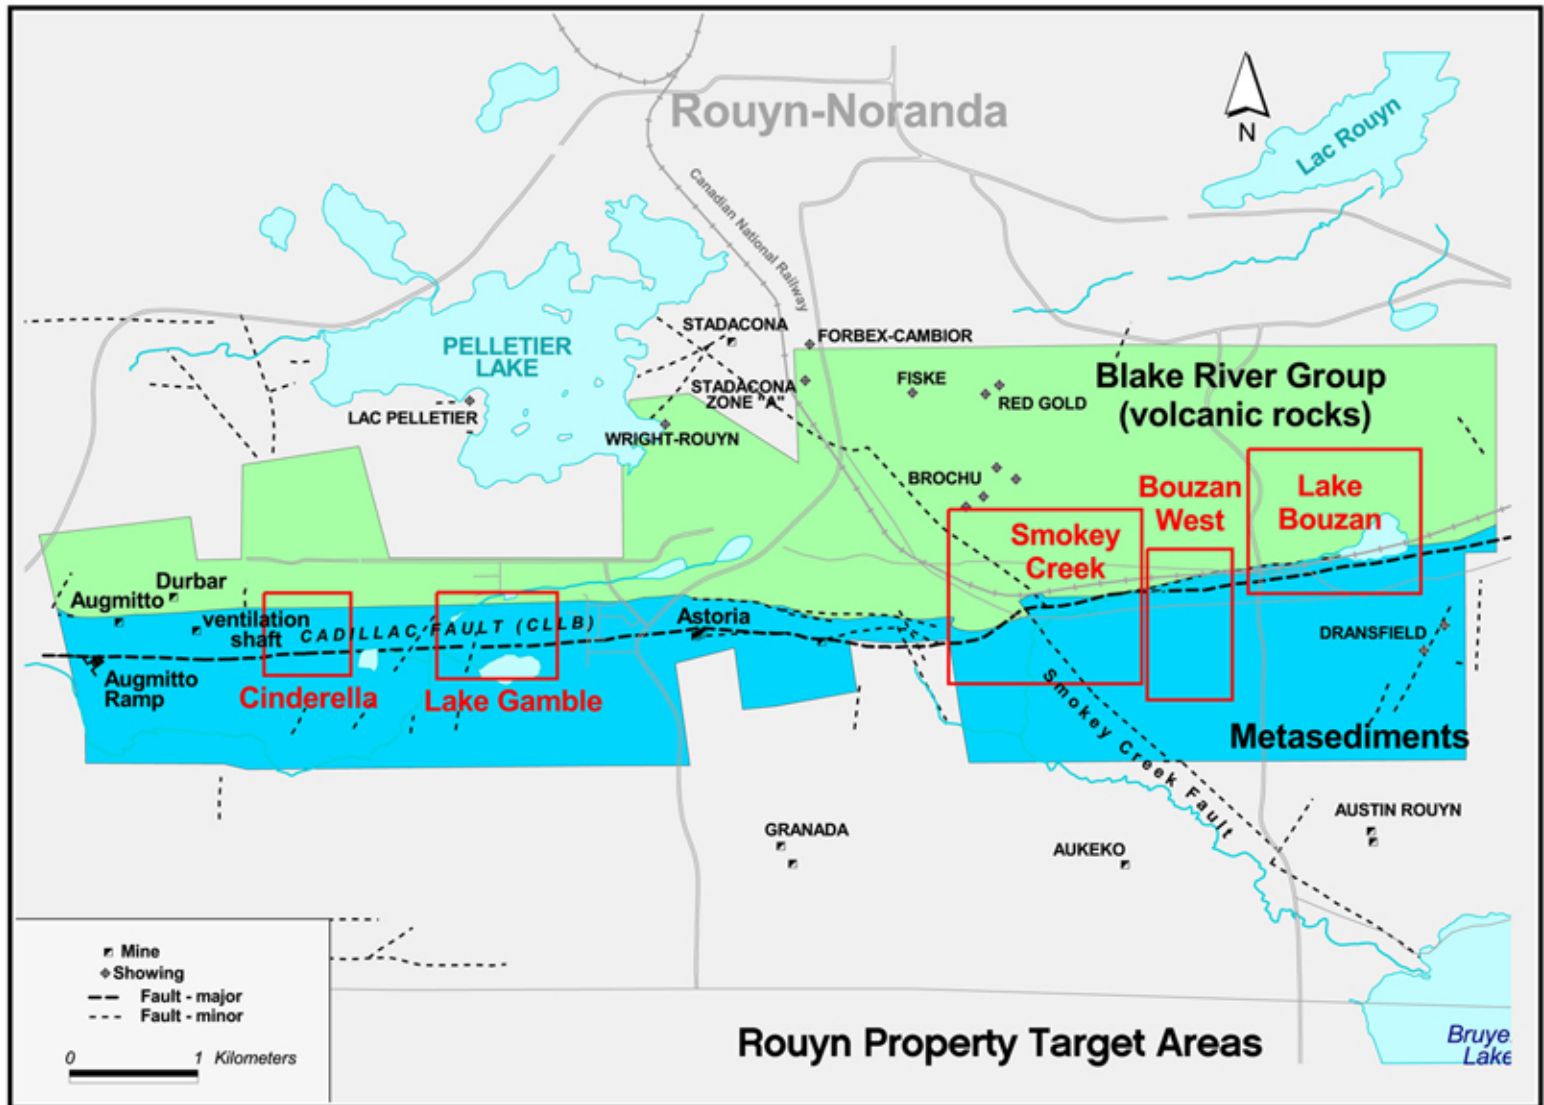 Rouyn-Noranda
N
Lac Rouyn
Canadian National Railway
STADACONA
FORBEX-CAMBIOR
PELLETIER
LAKE
STADACONA
ZONE "A"
FISKE
RED GOLD
Blake River Group
(volcanic rocks)
LAC PELLETIER
WRIGHT-ROUYN
BROCHU
Bouzan
West
Lake
Bouzan
Smokey
Creek
Durbar
Augmitto
ventilation
shaft
CADILLAC FAULT (CLLB)
Astoria
DRANSFIELD
Augmitto
Ramp
Cinderella
Lake Gamble
Smokey Creek Fault
Metasediments
GRANADA
AUKEKO
AUSTIN ROUYN
Mine
Showing
Fault - major
Fault - minor
0 1 Kilometers
Rouyn Property Target Areas
Bruye
Lake